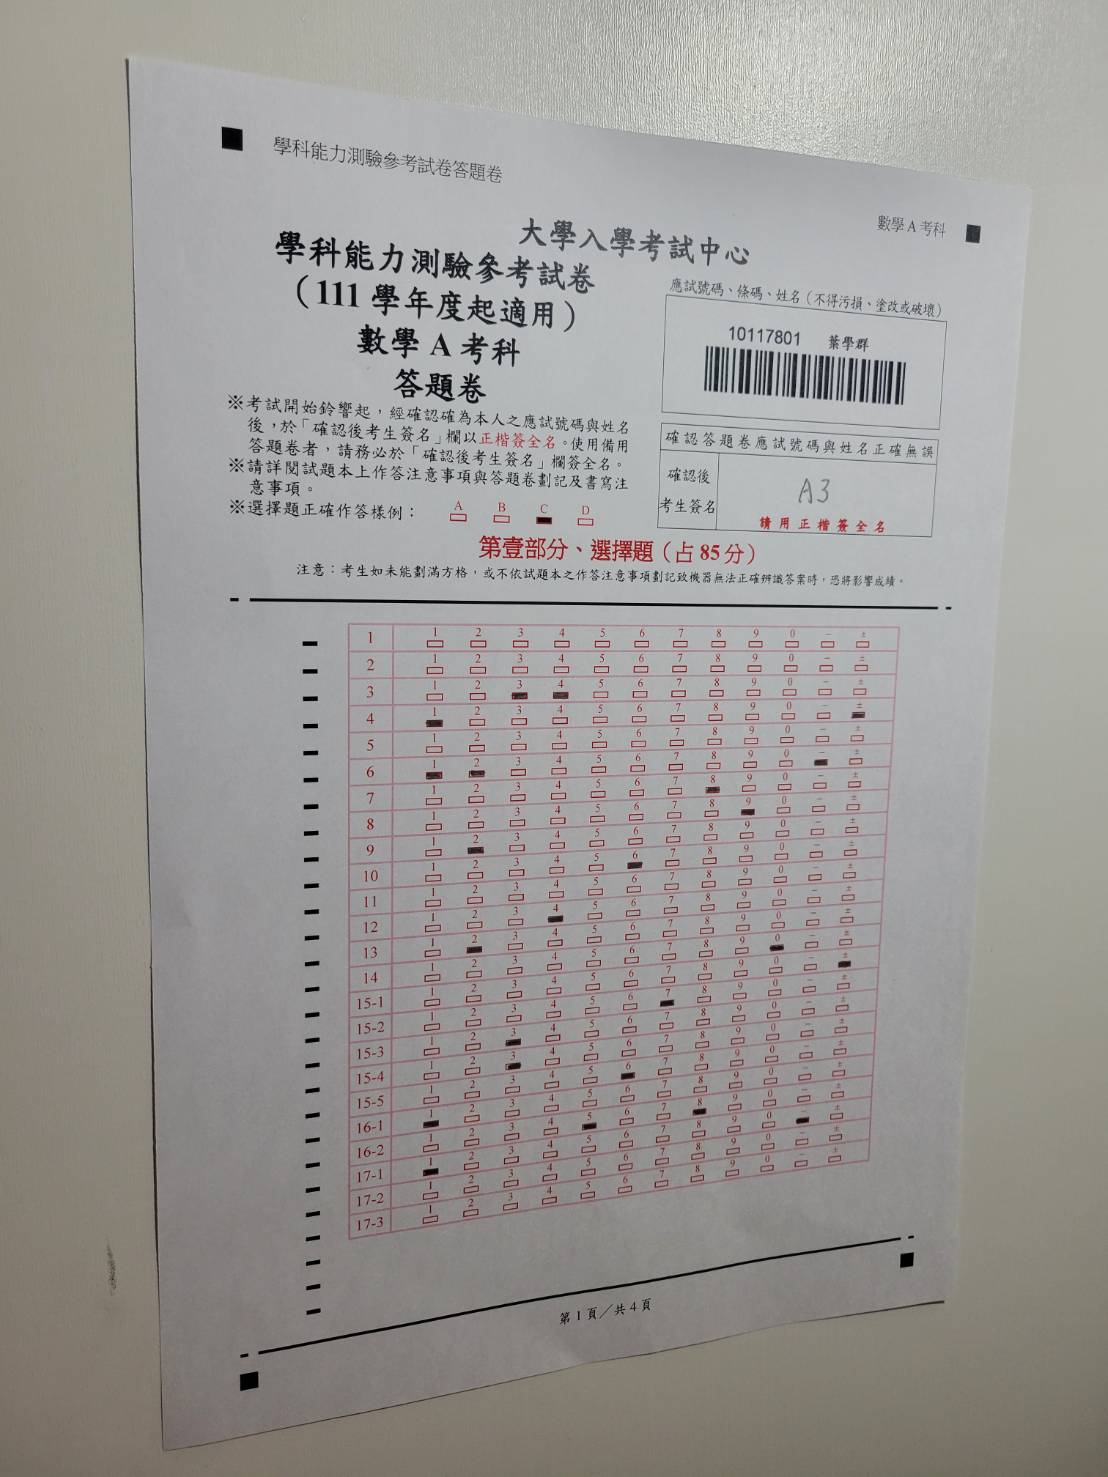 學科能力測驗參考試卷答題卷
數學 A 考科
大學入學考試中心
學科能力測驗參考試卷
（111 學年度起適用）
數學 A 考科
答題卷
應試號碼、條碼、姓名（不得污損、塗改或破壞）
10117801 葉學群
※考試開始鈴響起，經確認確為本人之應試號碼與姓名
後，於「確認後考生簽名」欄以正楷簽全名。使用備用
答題卷者，請務必於「確認後考生簽名」欄簽全名。
※請詳閱試題本上作答注意事項與答題卷劃記及書寫注
意事項。
※選擇題正確作答樣例： A B C D
確認答題卷應試號碼與姓名正確無誤
確認後
考生簽名
A3
請用正楷簽全名
第壹部分、選擇題（占 85 分）
注意：考生如未能劃滿方格，或不依試題本之作答注意事項劃記致機器無法正確辨識答案時，恐將影響成績。
1 1 2 3 4 5 6 7 8 9 0 − ±
2 1 2 3 4 5 6 7 8 9 0 − ±
3 1 2 3 4 5 6 7 8 9 0 − ±
4 1 2 3 4 5 6 7 8 9 0 − ±
5 1 2 3 4 5 6 7 8 9 0 − ±
6 1 2 3 4 5 6 7 8 9 0 − ±
7 1 2 3 4 5 6 7 8 9 0 − ±
8 1 2 3 4 5 6 7 8 9 0 − ±
9 1 2 3 4 5 6 7 8 9 0 − ±
10 1 2 3 4 5 6 7 8 9 0 − ±
11 1 2 3 4 5 6 7 8 9 0 − ±
12 1 2 3 4 5 6 7 8 9 0 − ±
13 1 2 3 4 5 6 7 8 9 0 − ±
14 1 2 3 4 5 6 7 8 9 0 − ±
15-1 1 2 3 4 5 6 7 8 9 0 − ±
15-2 1 2 3 4 5 6 7 8 9 0 − ±
15-3 1 2 3 4 5 6 7 8 9 0 − ±
15-4 1 2 3 4 5 6 7 8 9 0 − ±
15-5 1 2 3 4 5 6 7 8 9 0 − ±
16-1 1 2 3 4 5 6 7 8 9 0 − ±
16-2 1 2 3 4 5 6 7 8 9 0 − ±
17-1 1 2 3 4 5 6 7 8 9 0 − ±
17-2 1 2 3 4 5 6 7 8 9 0 − ±
17-3 1 2 3 4 5 6 7 8 9 0 − ±
第 1 頁／共 4 頁